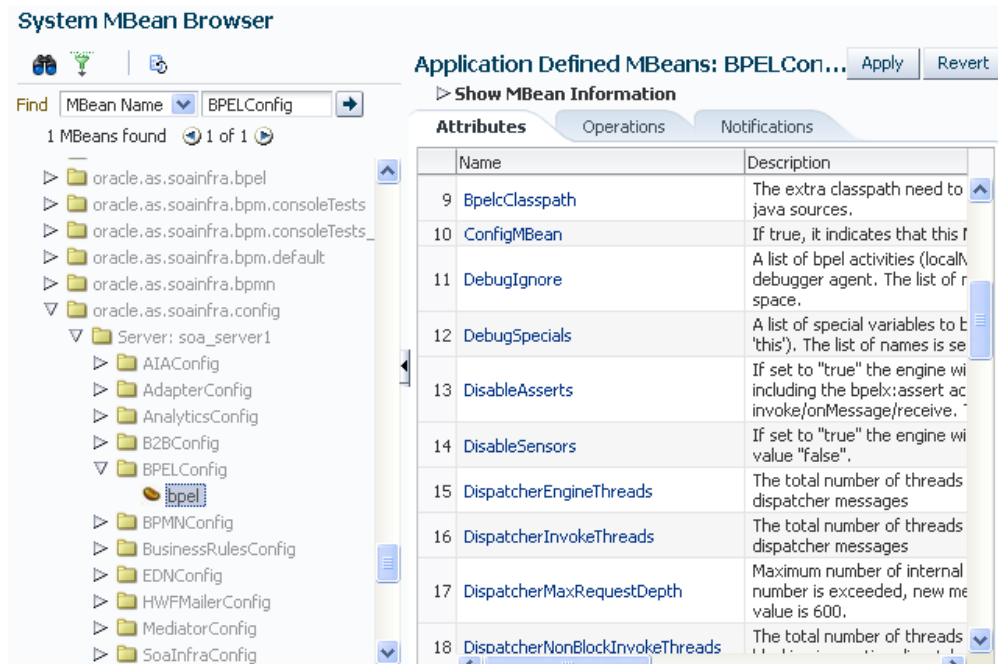 System MBean Browser
Find MBean Name BPELConfig
1 MBeans found 1 of 1
oracle.as.soainfra.bpel
oracle.as.soainfra.bpm.consoleTests
oracle.as.soainfra.bpm.consoleTests_
oracle.as.soainfra.bpm.default
oracle.as.soainfra.bpmn
oracle.as.soainfra.config
Server: soa_server1
AIAConfig
AdapterConfig
AnalyticsConfig
B2BConfig
BPELConfig
bpel
BPMNConfig
BusinessRulesConfig
EDNConfig
HWFMailerConfig
MediatorConfig
SoaInfraConfig
Application Defined MBeans: BPELCon... Apply Revert
Show MBean Information
Attributes Operations Notifications
Name Description
9 BpelcClasspath The extra classpath need to
java sources.
10 ConfigMBean If true, it indicates that this
11 DebugIgnore A list of bpel activities (local
debugger agent. The list of
space.
12 DebugSpecials A list of special variables to
'this'). The list of names is se
13 DisableAsserts If set to "true" the engine wi
including the bpelx:assert ac
invoke/onMessage/receive.
14 DisableSensors If set to "true" the engine wi
value "false".
15 DispatcherEngineThreads The total number of threads
dispatcher messages
16 DispatcherInvokeThreads The total number of threads
dispatcher messages
17 DispatcherMaxRequestDepth Maximum number of internal
number is exceeded, new me
value is 600.
18 DispatcherNonBlockInvokeThreads The total number of threads